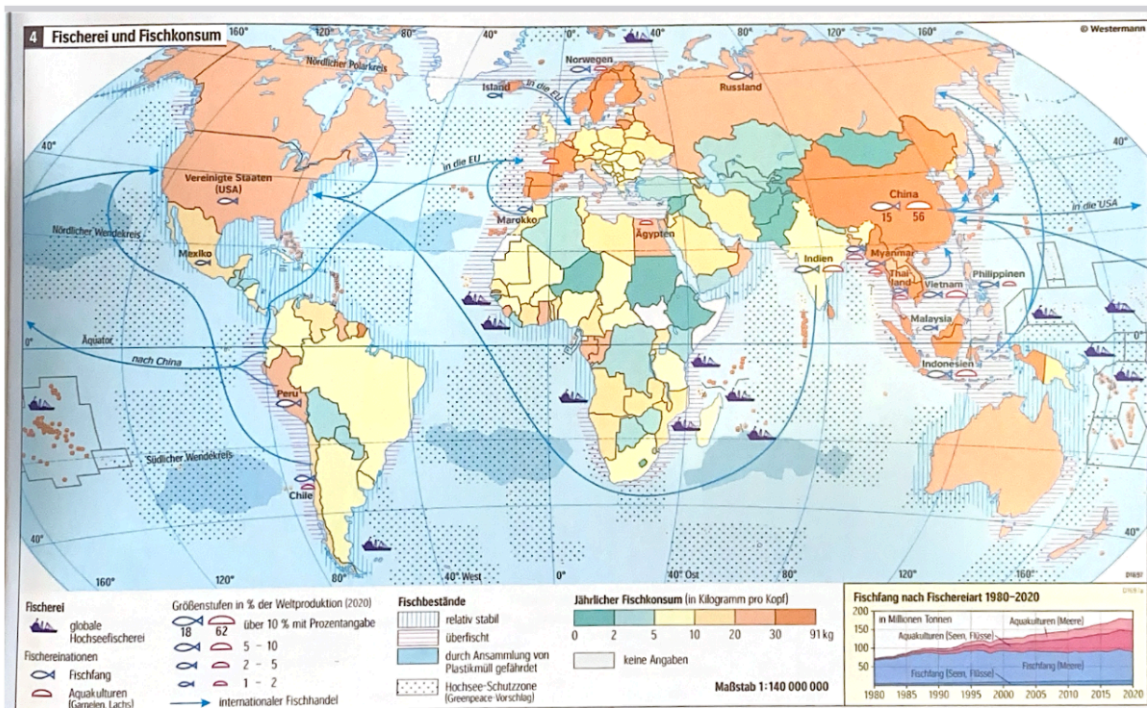 4 Fischerei und Fischkonsum
© Westermann
160° 120° 80° 40° 0° 40° 80° 120° 160°
Nördlicher Polarkreis
Norwegen
Island
in die EU
Russland
40°
40°
in die EU
Vereinigte Staaten
(USA)
China
15 56
in die USA
Marokko
Ägypten
Nördlicher Wendekreis
Mexiko
Indien
Myanmar
Thai-
land
Vietnam
Philippinen
Malaysia
0°
Äquator
0°
nach China
Indonesien
Peru
Südlicher Wendekreis
Chile
40°
40°
160° 120° 80° 40° West 0° 40° Ost 80° 120° 160°
Fischerei
globale
Hochseefischerei
Fischereinationen
Fischfang
Aquakulturen
(Garnelen, Lachs)
Größenstufen in % der Weltproduktion (2020)
18 62 über 10 % mit Prozentangabe
5 - 10
2 - 5
1 - 2
internationaler Fischhandel
Fischbestände
relativ stabil
überfischt
durch Ansammlung von
Plastikmüll gefährdet
Hochsee-Schutzzone
(Greenpeace-Vorschlag)
Jährlicher Fischkonsum (in Kilogramm pro Kopf)
0 2 5 10 20 30 91 kg
keine Angaben
Maßstab 1:140 000 000
Fischfang nach Fischereiart 1980–2020
200
in Millionen Tonnen
150
100
50
Aquakulturen (Meere)
Aquakulturen (Seen, Flüsse)
Fischfang (Meere)
Fischfang (Seen, Flüsse)
1980 1985 1990 1995 2000 2005 2010 2015 2020